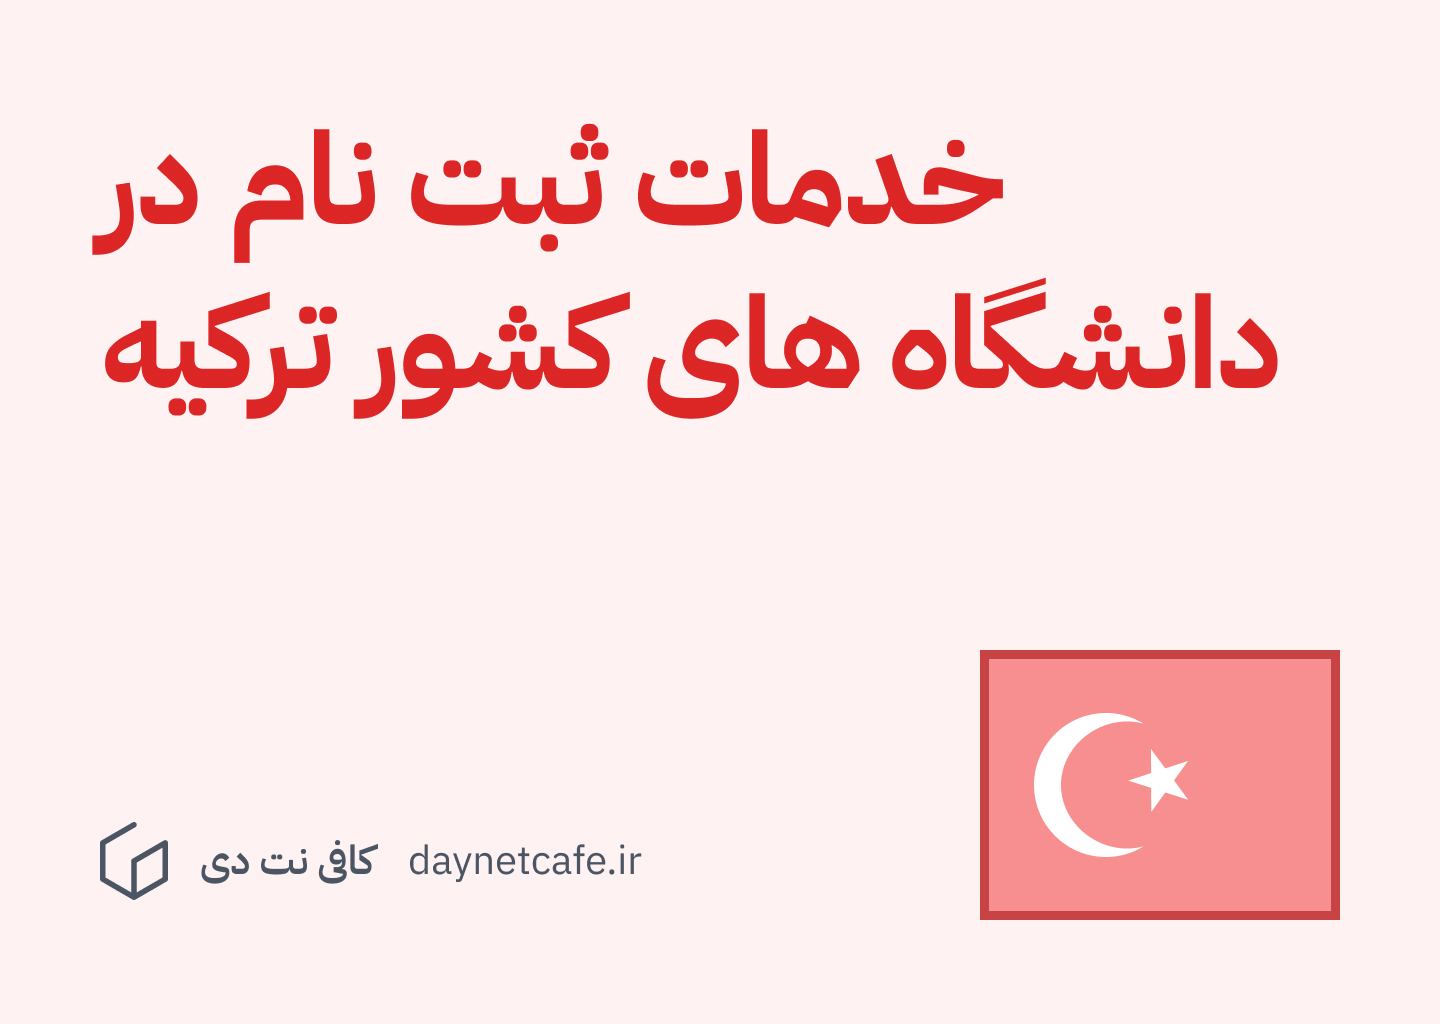 خدمات ثبت نام در
دانشگاه های کشور ترکیه
کافی نت دی daynetcafe.ir